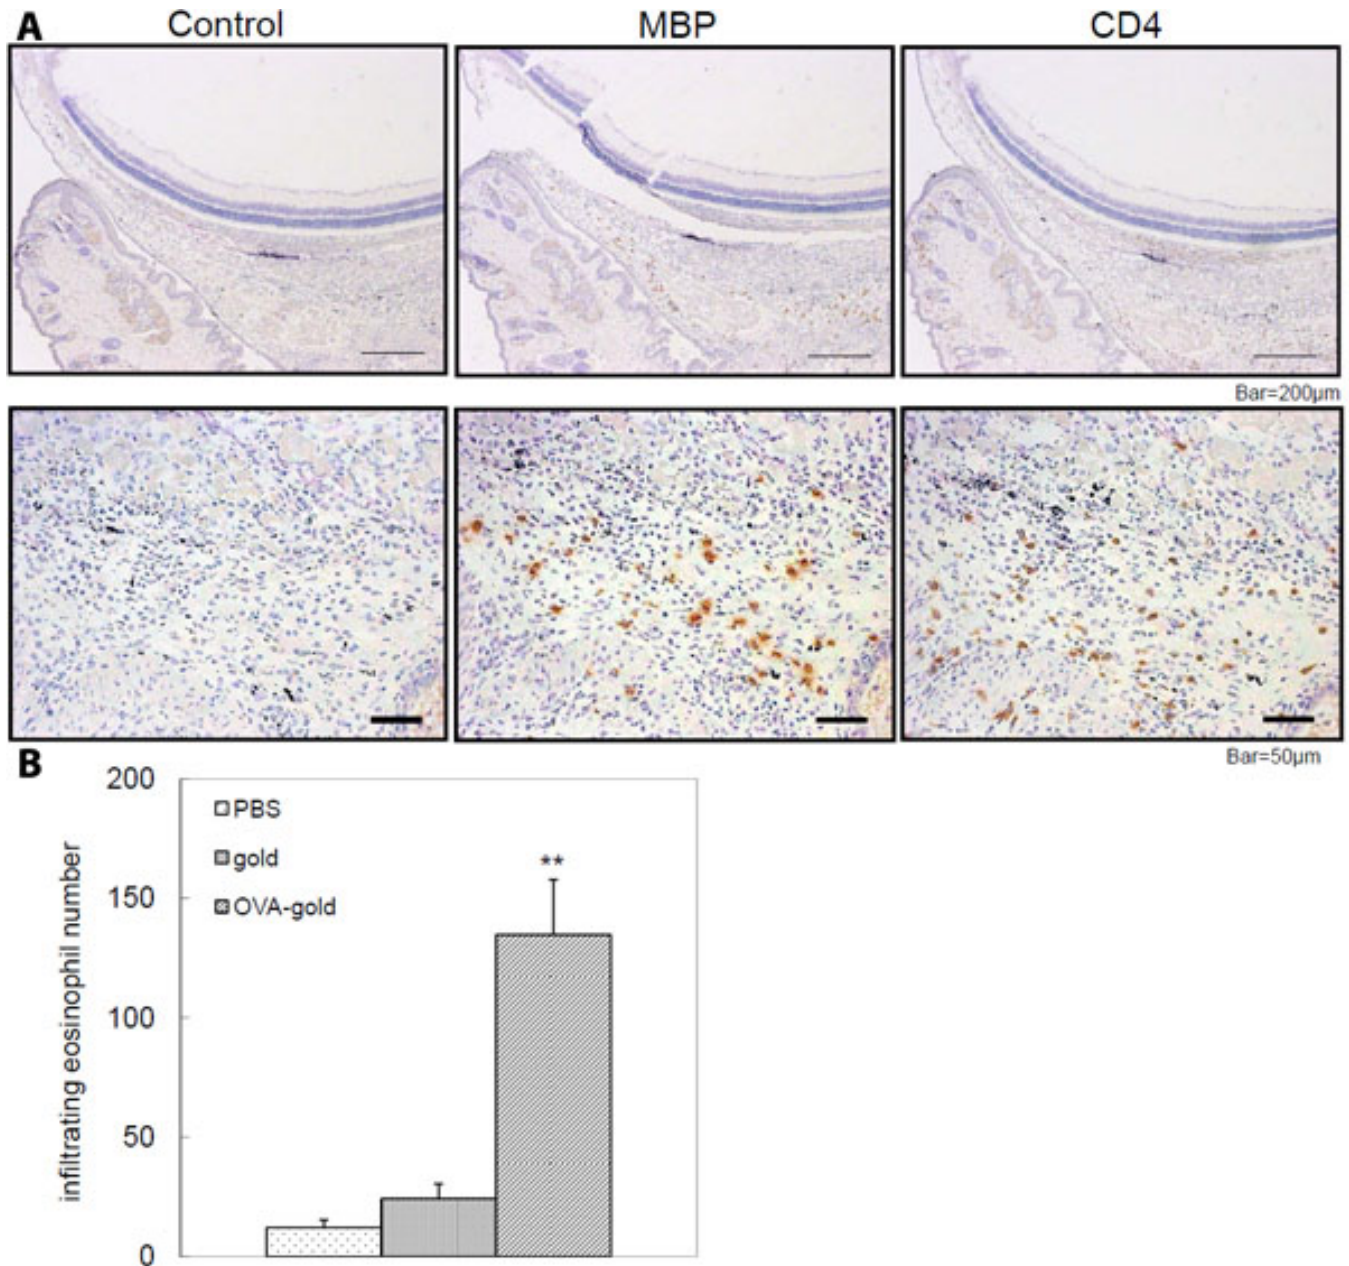 A
Control
MBP
CD4
Bar=200µm
Bar=50µm
B
200
150
100
50
0
infiltrating eosinophil number
PBS
gold
OVA-gold
**